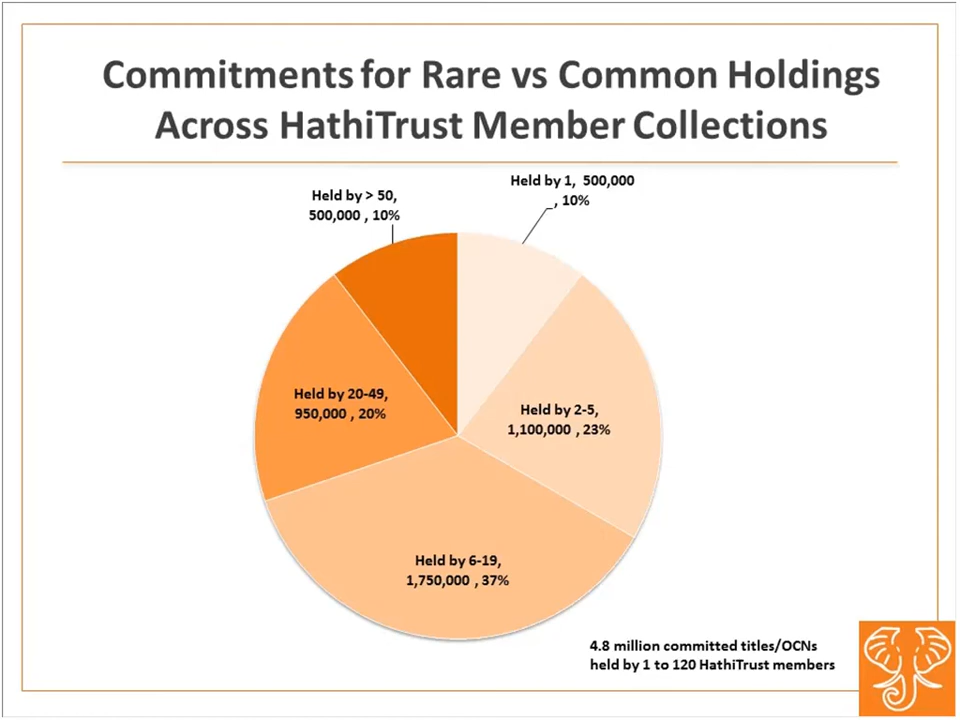 Commitments for Rare vs Common Holdings
Across HathiTrust Member Collections
Held by > 50,
500,000 , 10%
Held by 1,  500,000
, 10%
Held by 20-49,
950,000 , 20%
Held by 2-5,
1,100,000 , 23%
Held by 6-19,
1,750,000 , 37%
4.8 million committed titles/OCNs
held by 1 to 120 HathiTrust members